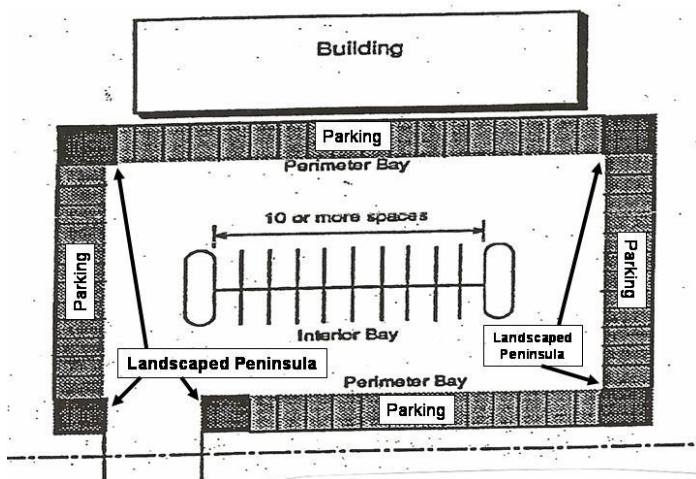 Building
Parking
Perimeter Bay
10 or more spaces
Parking
Parking
Interior Bay
Landscaped
Peninsula
Landscaped Peninsula
Perimeter Bay
Parking